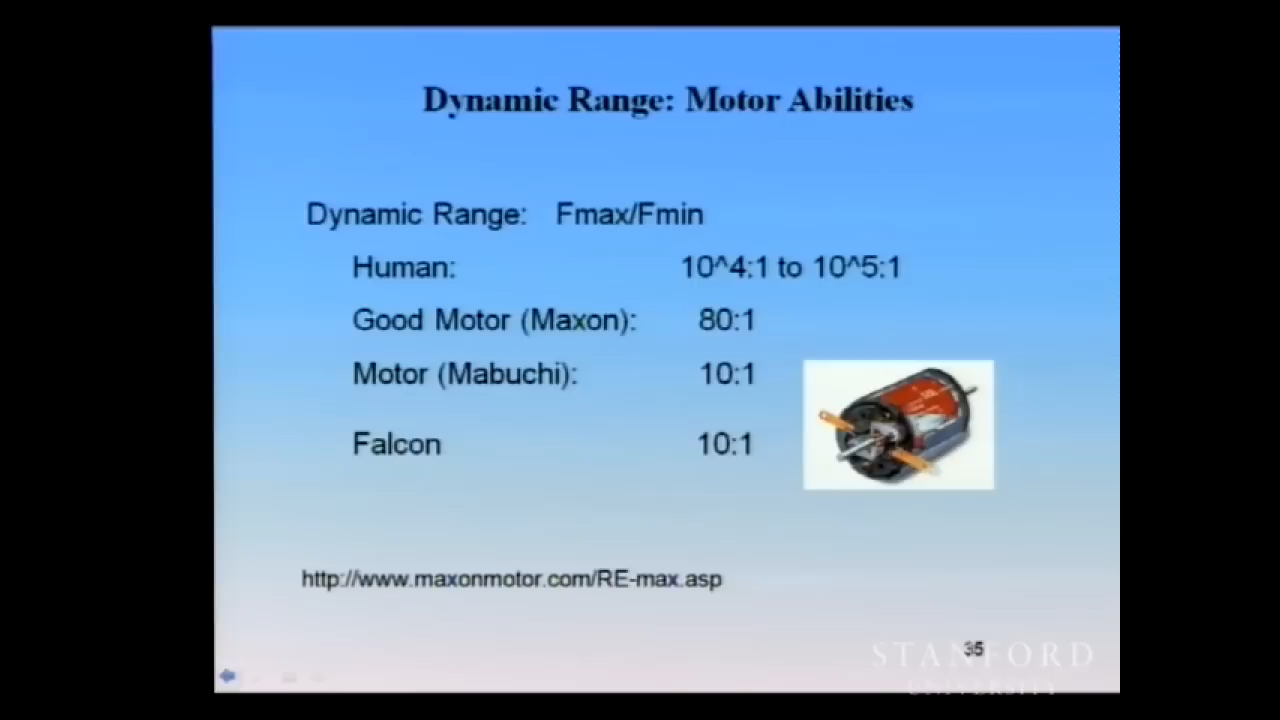 Dynamic Range: Motor Abilities
Dynamic Range: Fmax/Fmin
Human: 10^4:1 to 10^5:1
Good Motor (Maxon): 80:1
Motor (Mabuchi): 10:1
Falcon 10:1
http://www.maxonmotor.com/RE-max.asp
35
STANFORD
UNIVERSITY